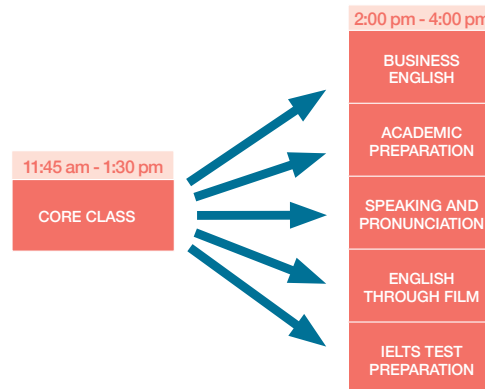 11:45 am - 1:30 pm
CORE CLASS
2:00 pm - 4:00 pm
BUSINESS
ENGLISH
ACADEMIC
PREPARATION
SPEAKING AND
PRONUNCIATION
ENGLISH
THROUGH FILM
IELTS TEST
PREPARATION